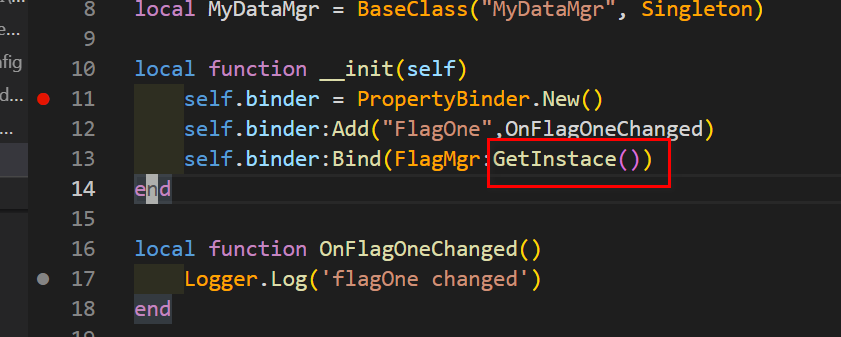 nfig
d...
...
e...
8 local MyDataMgr = BaseClass("MyDataMgr", Singleton)
9
10 local function __init(self)
11 self.binder = PropertyBinder.New()
12 self.binder:Add("FlagOne",OnFlagOneChanged)
13 self.binder:Bind(FlagMgr:GetInstace())
14 end
15
16 local function OnFlagOneChanged()
17 Logger.Log('flagOne changed')
18 end